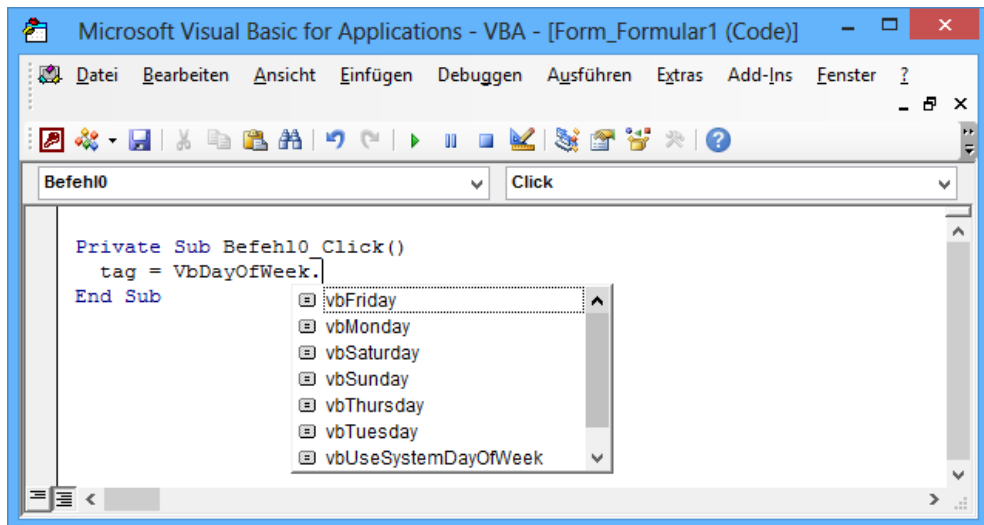 Microsoft Visual Basic for Applications - VBA - [Form_Formular1 (Code)]
Datei Bearbeiten Ansicht Einfügen Debuggen Ausführen Extras Add-Ins Fenster ?
Befehl0 Click
Private Sub Befehl0_Click()
tag = VbDayOfWeek.
End Sub
vbFriday
vbMonday
vbSaturday
vbSunday
vbThursday
vbTuesday
vbUseSystemDayOfWeek